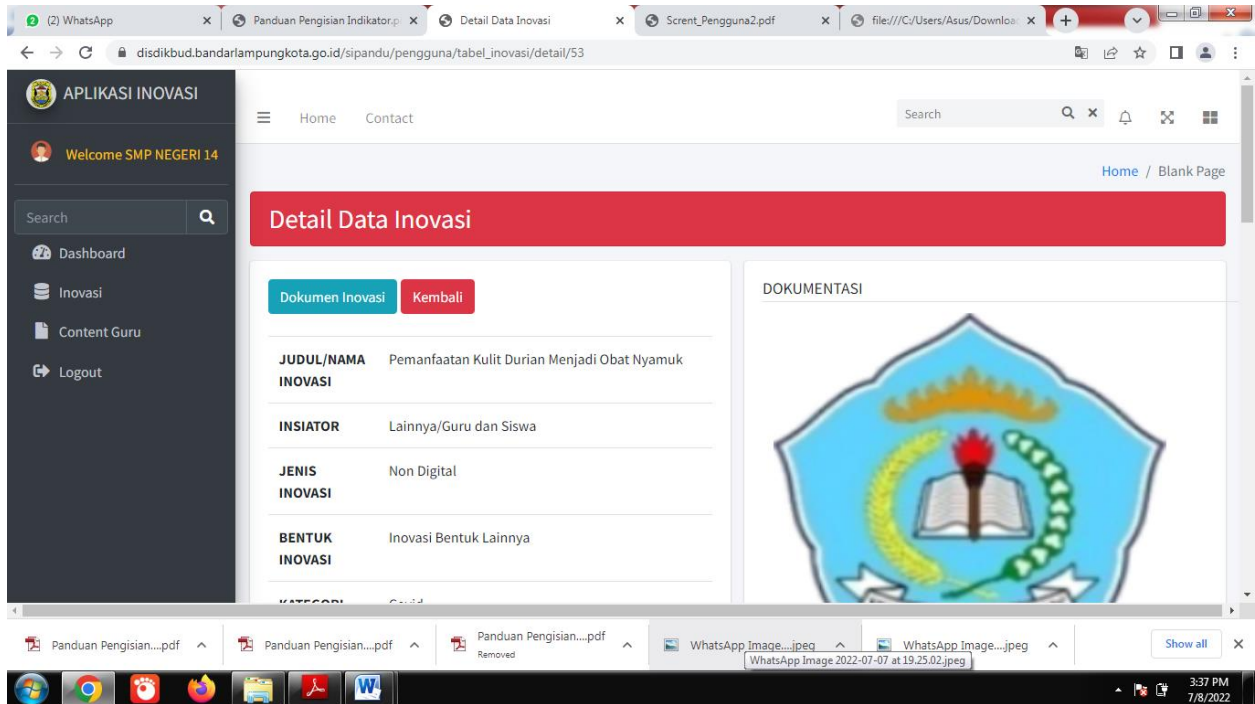 (2) WhatsApp
Panduan Pengisian Indikator.p
Detail Data Inovasi
Scrent_Pengguna2.pdf
file:///C:/Users/Asus/Downloa
disdikbud.bandarlampungkota.go.id/sipandu/pengguna/tabel_inovasi/detail/53
APLIKASI INOVASI
Home Contact
Search
Welcome SMP NEGERI 14
Home / Blank Page
Search
Detail Data Inovasi
Dashboard
Inovasi
Content Guru
Logout
Dokumen Inovasi Kembali
DOKUMENTASI
JUDUL/NAMA Pemanfaatan Kulit Durian Menjadi Obat Nyamuk
INOVASI
INSIATOR Lainnya/Guru dan Siswa
JENIS Non Digital
INOVASI
BENTUK Inovasi Bentuk Lainnya
INOVASI
KATEGORI Covid
Panduan Pengisian....pdf
Panduan Pengisian....pdf
Panduan Pengisian....pdf
Removed
WhatsApp Image....jpeg
WhatsApp Image....jpeg
Show all
WhatsApp Image 2022-07-07 at 19.25.02.jpeg
3:37 PM
7/8/2022